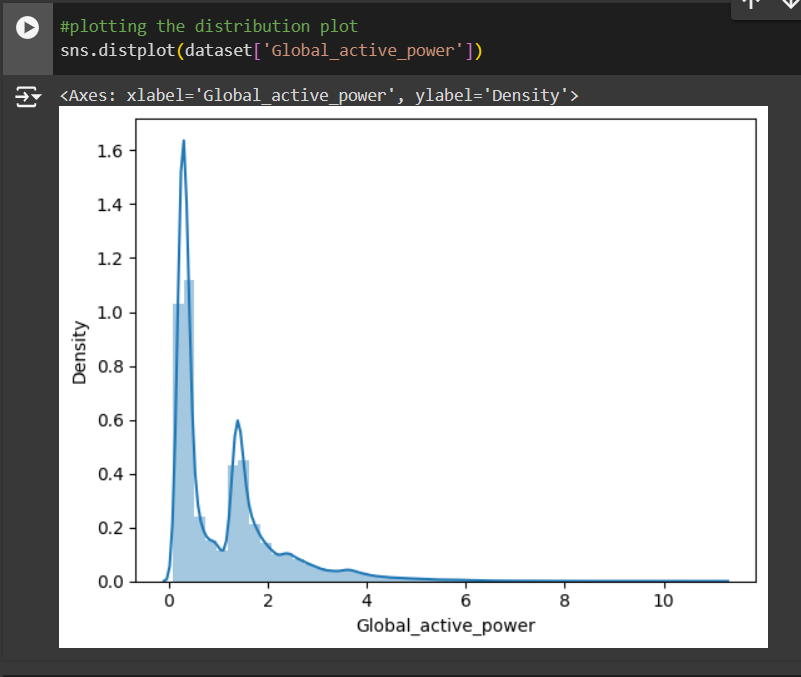 #plotting the distribution plot
sns.distplot(dataset['Global_active_power'])
<Axes: xlabel='Global_active_power', ylabel='Density'>
1.6
1.4
1.2
1.0
0.8
0.6
0.4
0.2
0.0
Density
0 2 4 6 8 10
Global_active_power